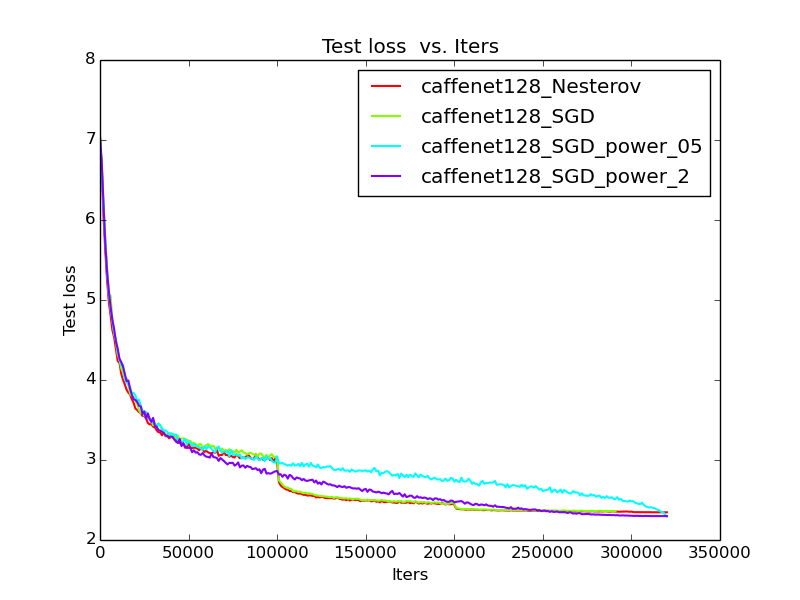 Test loss  vs. Iters
8
7
6
5
4
3
2
Test loss
caffenet128_Nesterov
caffenet128_SGD
caffenet128_SGD_power_05
caffenet128_SGD_power_2
0 50000 100000 150000 200000 250000 300000 350000
Iters